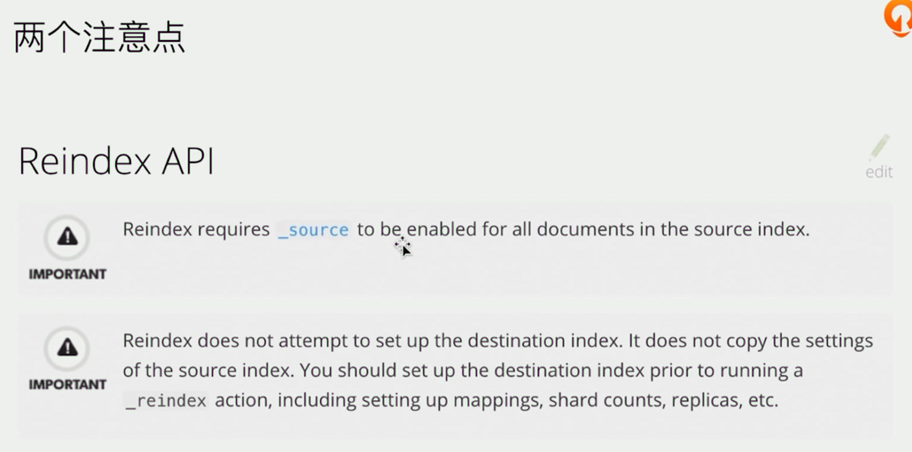 两个注意点
Reindex API
edit
Reindex requires _source to be enabled for all documents in the source index.
IMPORTANT
Reindex does not attempt to set up the destination index. It does not copy the settings
of the source index. You should set up the destination index prior to running a
IMPORTANT
_reindex action, including setting up mappings, shard counts, replicas, etc.